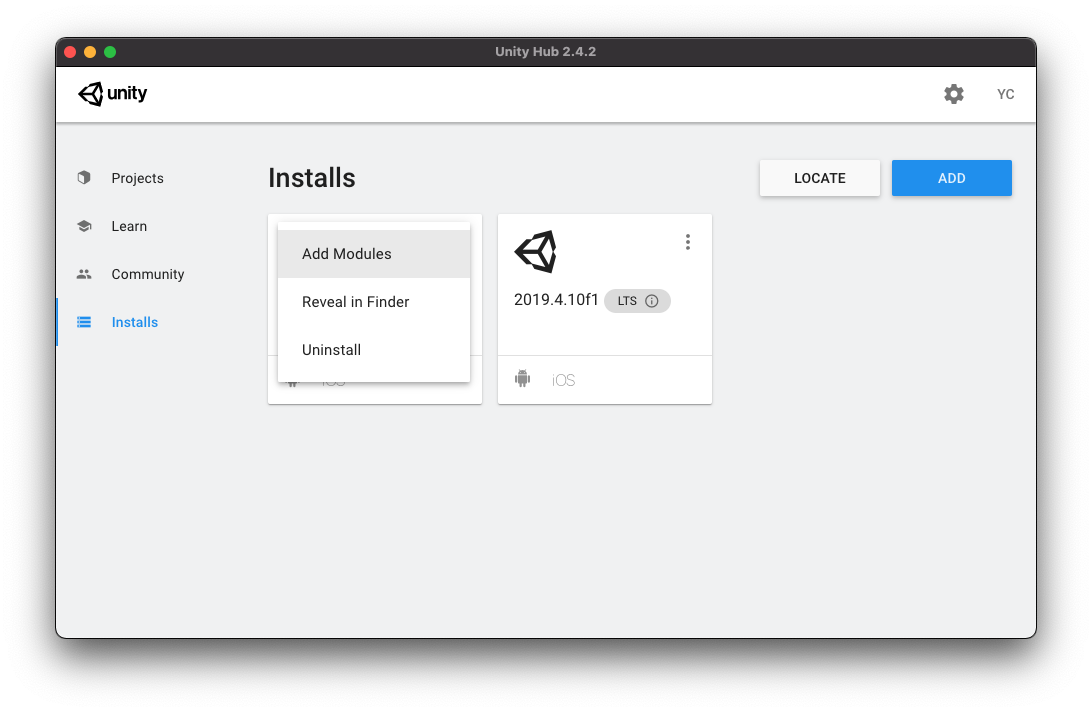 Unity Hub 2.4.2
unity
YC
Projects
Learn
Community
Installs
Installs
LOCATE
ADD
Add Modules
Reveal in Finder
Uninstall
iOS
2019.4.10f1 LTS
iOS